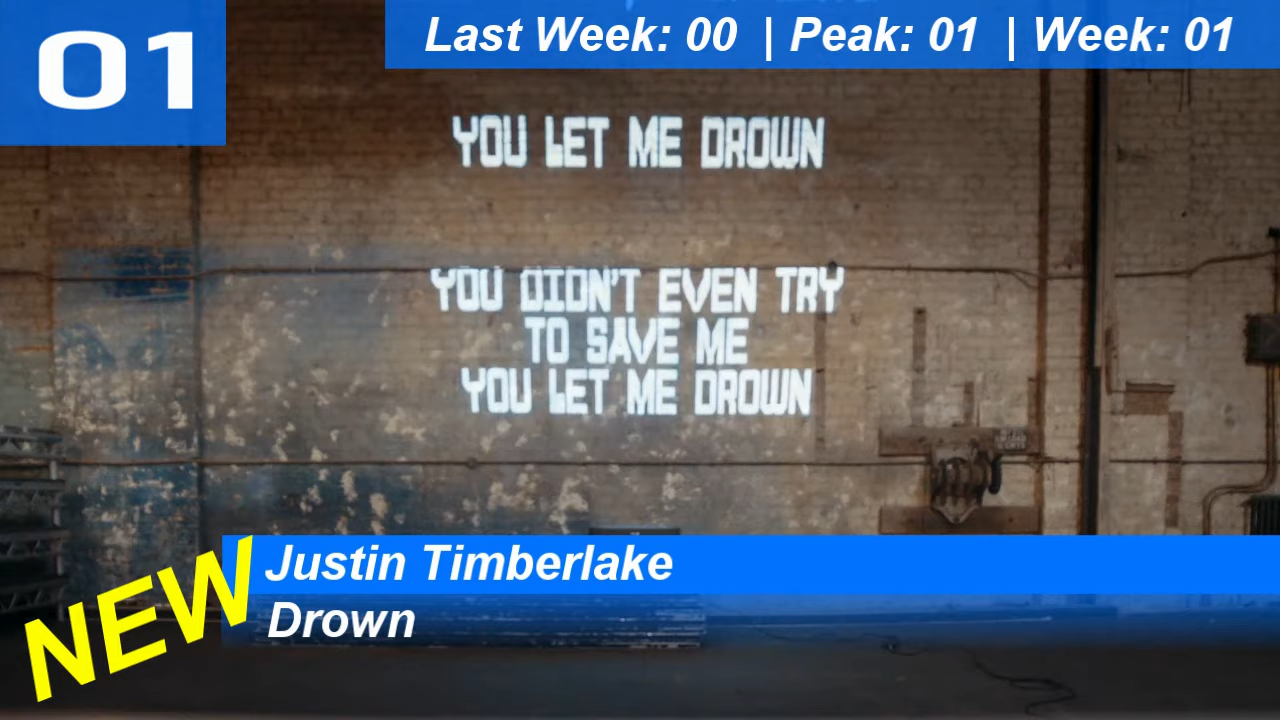 01
Last Week: 00 | Peak: 01 | Week: 01
YOU LET ME DROWN
YOU DIDN'T EVEN TRY
TO SAVE ME
YOU LET ME DROWN
NEW
Justin Timberlake
Drown